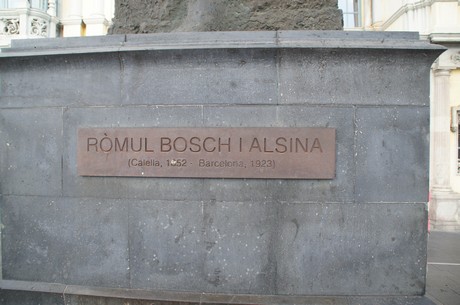 RÒMUL BOSCH I ALSINA
(Calella, 1852 - Barcelona, 1923)